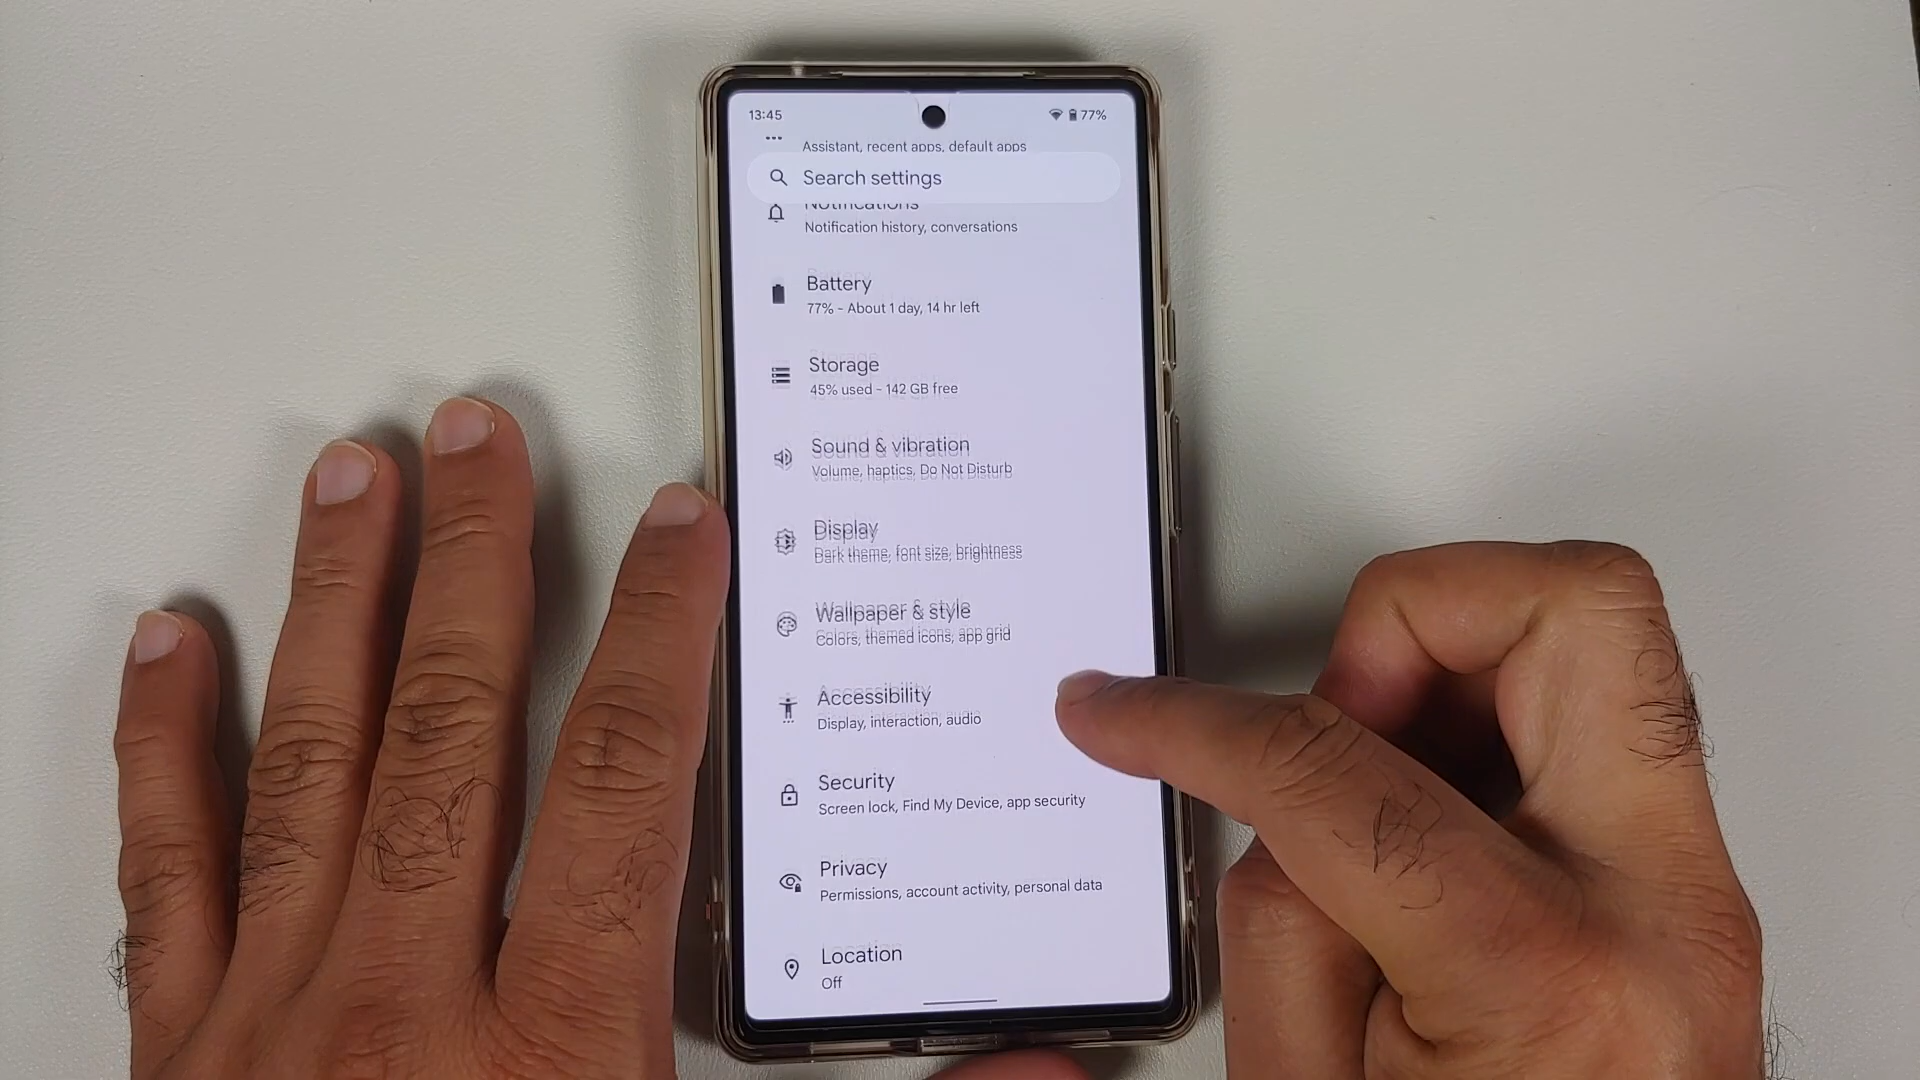 13:45
77%
Assistant, recent apps, default apps
Search settings
Notifications
Notification history, conversations
Battery
77% - About 1 day, 14 hr left
Storage
45% used - 142 GB free
Sound & vibration
Volume, haptics, Do Not Disturb
Display
Dark theme, font size, brightness
Wallpaper & style
Colors, themed icons, app grid
Accessibility
Display, interaction, audio
Security
Screen lock, Find My Device, app security
Privacy
Permissions, account activity, personal data
Location
Off